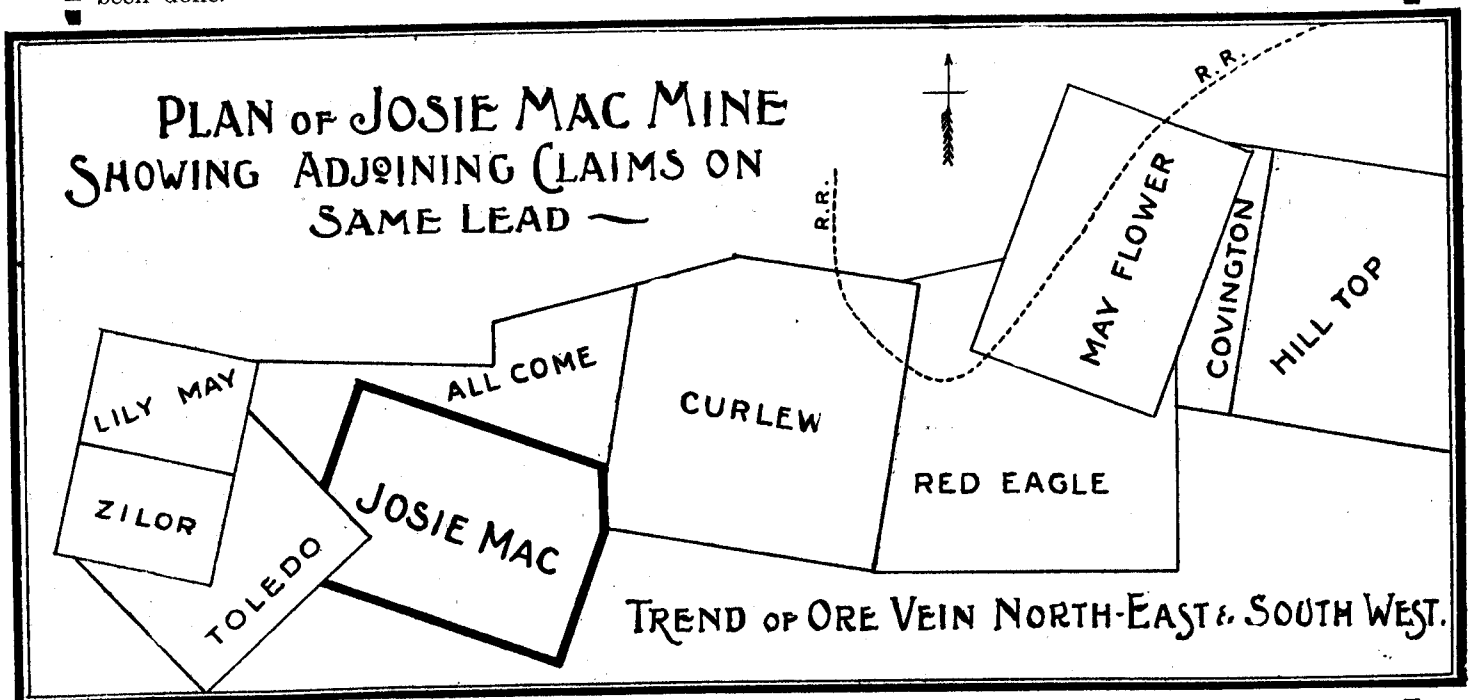 been done.
PLAN OF JOSIE MAC MINE
SHOWING ADJOINING CLAIMS ON
SAME LEAD ~
R.R.
R.R.
MAY FLOWER
COVINGTON
HILL TOP
ALL COME
LILY MAY
CURLEW
ZILOR
JOSIE MAC
RED EAGLE
TOLEDO
TREND OF ORE VEIN NORTH-EAST & SOUTH WEST.